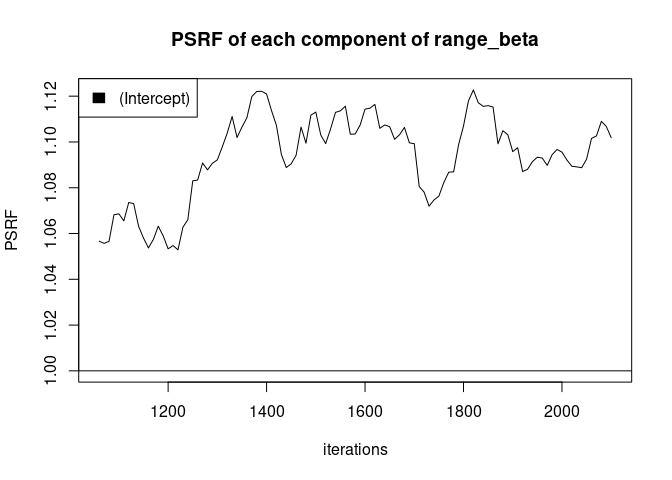 PSRF of each component of range_beta
(Intercept)
PSRF
1.12
1.10
1.08
1.06
1.04
1.02
1.00
1200 1400 1600 1800 2000
iterations